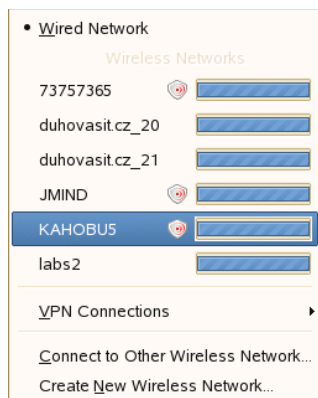 Wired Network
Wireless Networks
73757365
duhovasit.cz_20
duhovasit.cz_21
JMIND
KAHOBU5
labs2
VPN Connections
Connect to Other Wireless Network...
Create New Wireless Network...